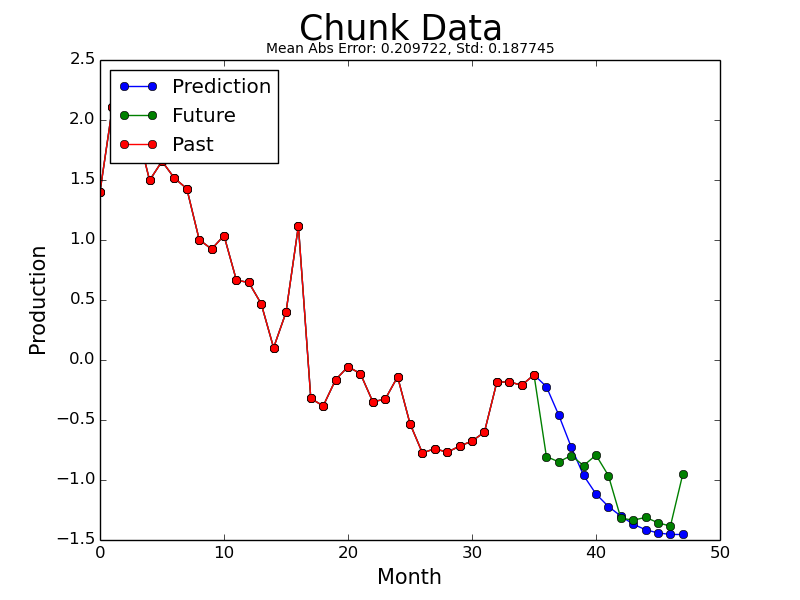 Chunk Data
Mean Abs Error: 0.209722, Std: 0.187745
Prediction
Future
Past
2.5
2.0
1.5
1.0
0.5
0.0
−0.5
−1.0
−1.5
Production
0 10 20 30 40 50
Month